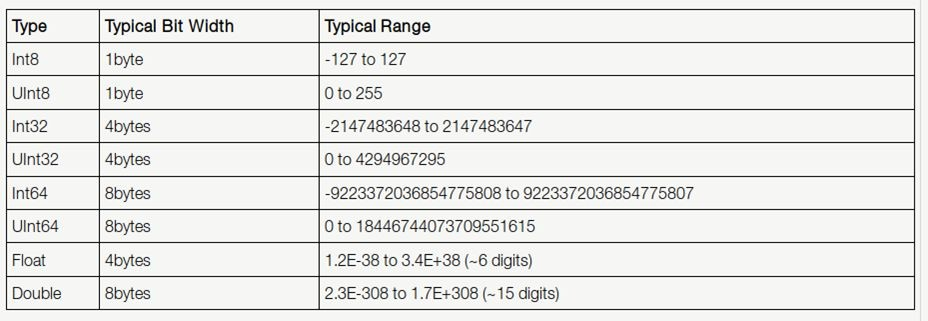 Type Typical Bit Width Typical Range
Int8 1byte -127 to 127
UInt8 1byte 0 to 255
Int32 4bytes -2147483648 to 2147483647
UInt32 4bytes 0 to 4294967295
Int64 8bytes -9223372036854775808 to 9223372036854775807
UInt64 8bytes 0 to 18446744073709551615
Float 4bytes 1.2E-38 to 3.4E+38 (~6 digits)
Double 8bytes 2.3E-308 to 1.7E+308 (~15 digits)